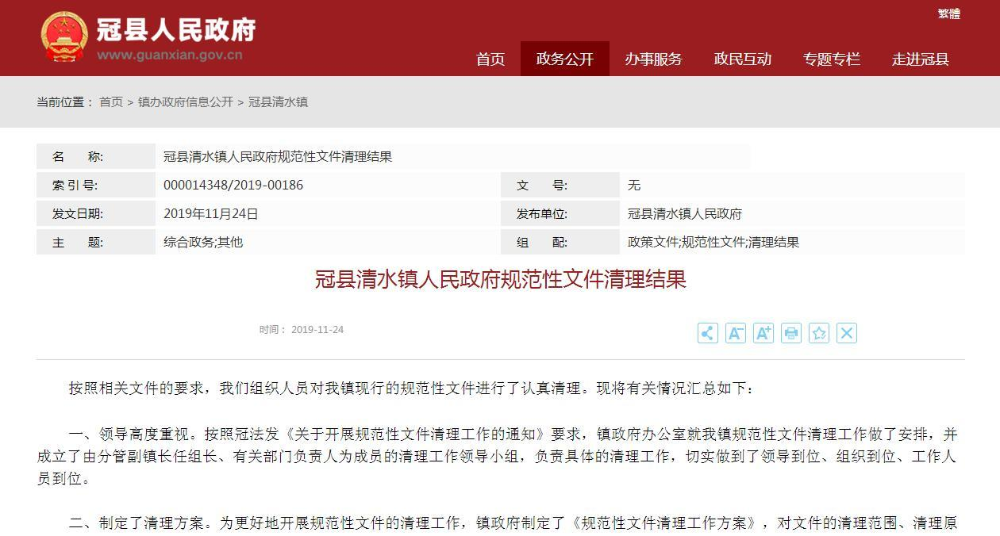 繁體
冠县人民政府
www.guanxian.gov.cn
首页 政务公开 办事服务 政民互动 专题专栏 走进冠县
当前位置： 首页 > 镇办政府信息公开 > 冠县清水镇
名　　称: 冠县清水镇人民政府规范性文件清理结果
索 引 号: 000014348/2019-00186 文　　号: 无
发文日期: 2019年11月24日 发布单位: 冠县清水镇人民政府
主　　题: 综合政务;其他 组　　配: 政策文件;规范性文件;清理结果
冠县清水镇人民政府规范性文件清理结果
时间： 2019-11-24
A- A+
按照相关文件的要求，我们组织人员对我镇现行的规范性文件进行了认真清理。现将有关情况汇总如下：
一、领导高度重视。按照冠法发《关于开展规范性文件清理工作的通知》要求，镇政府办公室就我镇规范性文件清理工作做了安排，并
成立了由分管副镇长任组长、有关部门负责人为成员的清理工作领导小组，负责具体的清理工作，切实做到了领导到位、组织到位、工作人
员到位。
二、制定了清理方案。为更好地开展规范性文件的清理工作，镇政府制定了《规范性文件清理工作方案》，对文件的清理范围、清理原